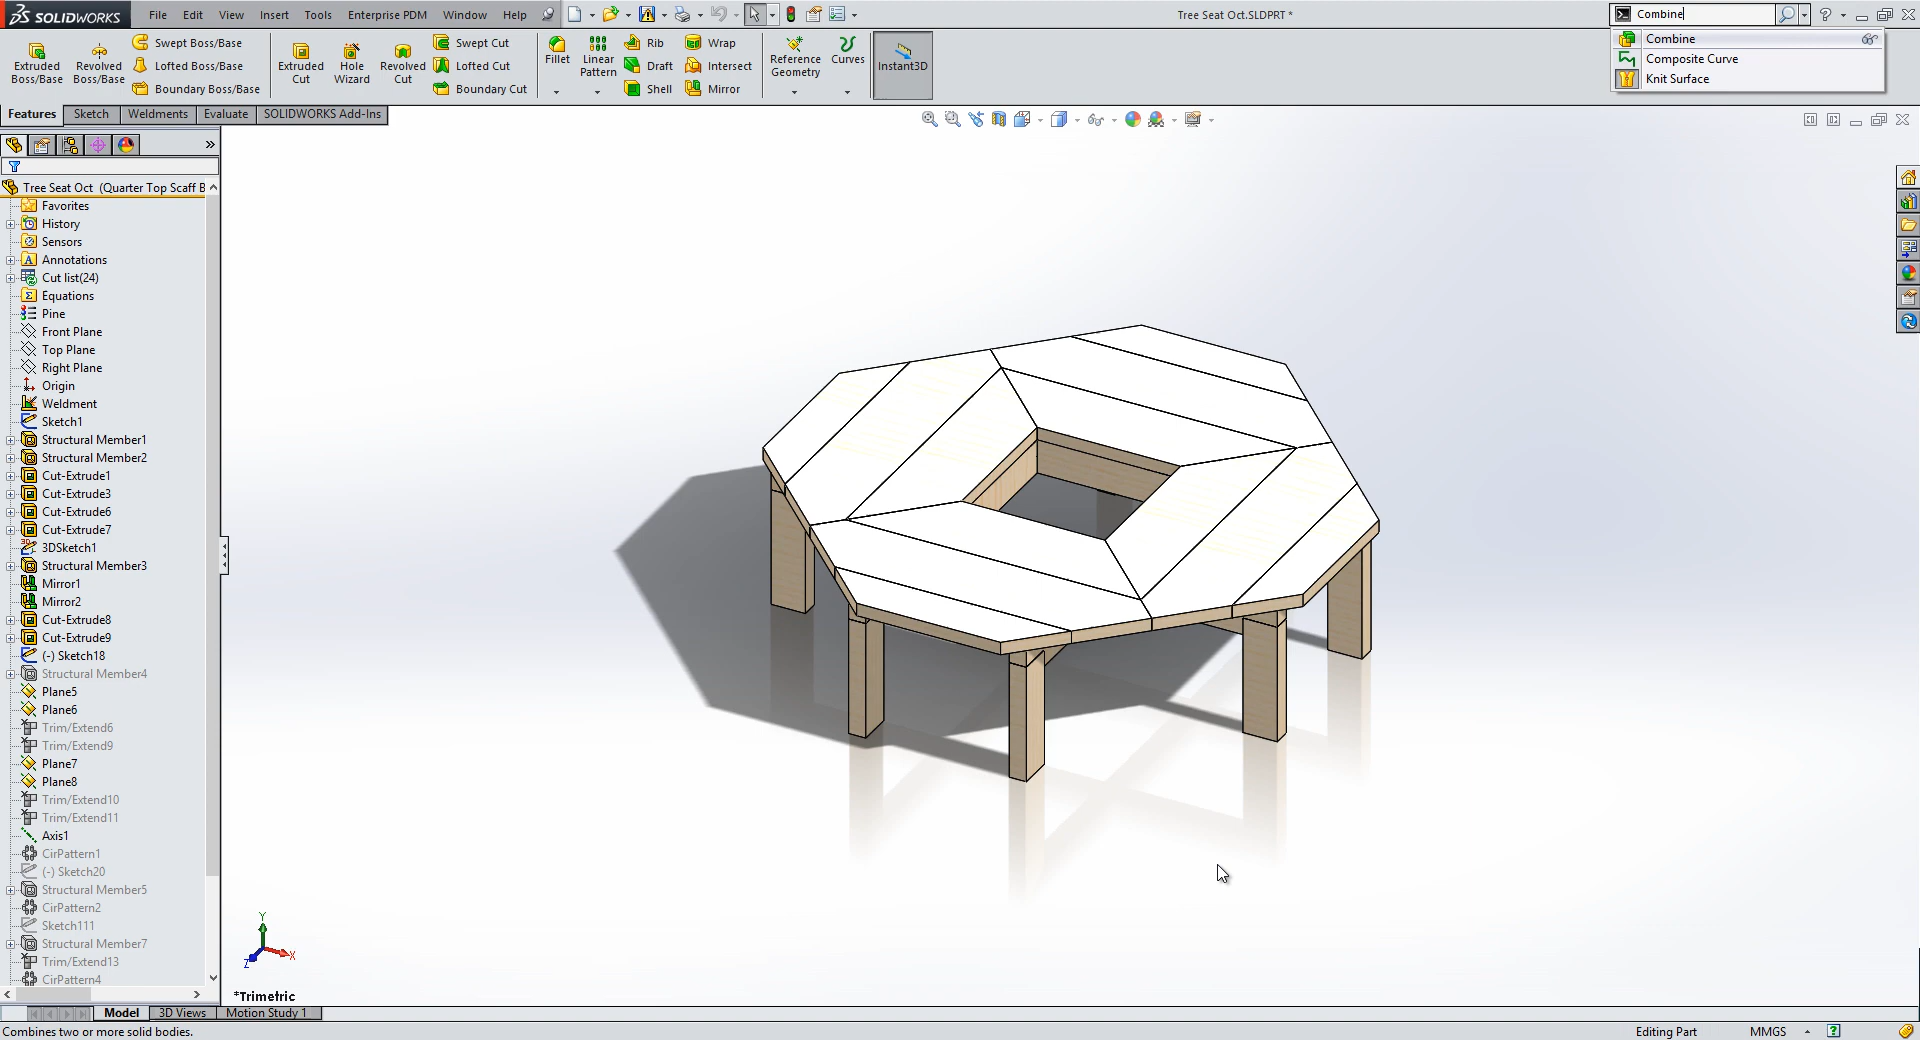 SOLIDWORKS
File Edit View Insert Tools Enterprise PDM Window Help
Tree Seat Oct.SLDPRT *
Combine
Combine
Composite Curve
Knit Surface
Extruded Boss/Base
Revolved Boss/Base
Swept Boss/Base
Lofted Boss/Base
Boundary Boss/Base
Extruded Cut
Hole Wizard
Revolved Cut
Swept Cut
Lofted Cut
Boundary Cut
Fillet
Linear Pattern
Rib
Draft
Shell
Wrap
Intersect
Mirror
Reference Geometry
Curves
Instant3D
Features Sketch Weldments Evaluate SOLIDWORKS Add-Ins
Tree Seat Oct (Quarter Top Scaff B
Favorites
History
Sensors
Annotations
Cut list(24)
Equations
Pine
Front Plane
Top Plane
Right Plane
Origin
Weldment
Sketch1
Structural Member1
Structural Member2
Cut-Extrude1
Cut-Extrude3
Cut-Extrude6
Cut-Extrude7
3DSketch1
Structural Member3
Mirror1
Mirror2
Cut-Extrude8
Cut-Extrude9
(-) Sketch18
Structural Member4
Plane5
Plane6
Trim/Extend6
Trim/Extend9
Plane7
Plane8
Trim/Extend10
Trim/Extend11
Axis1
CirPattern1
(-) Sketch20
Structural Member5
CirPattern2
Sketch111
Structural Member7
Trim/Extend13
CirPattern4
Y
X
Z
*Trimetric
Model 3D Views Motion Study 1
Combines two or more solid bodies.
Editing Part MMGS